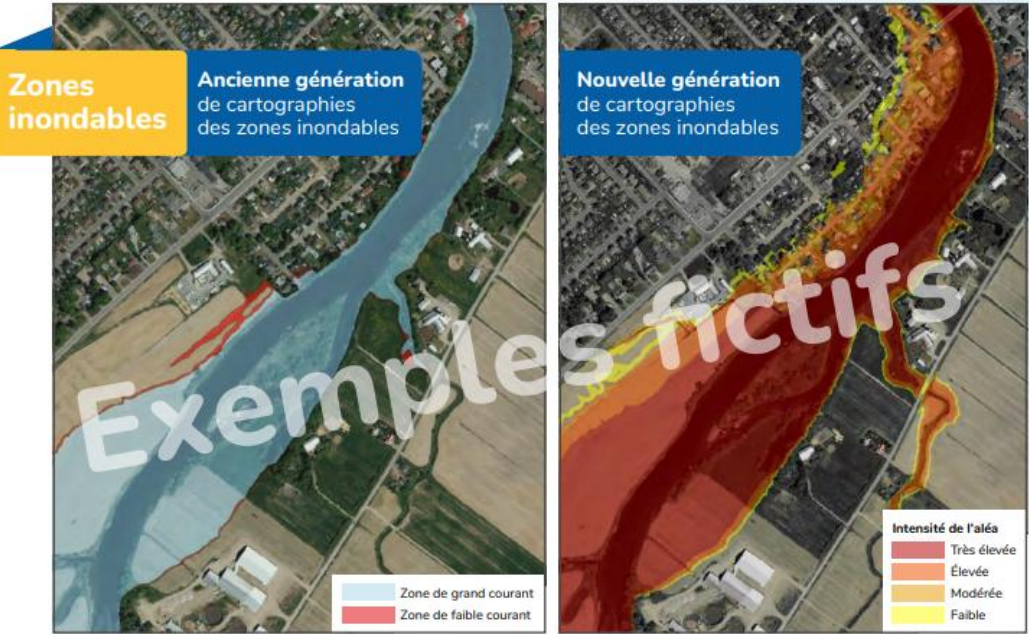 Zones
inondables
Ancienne génération
de cartographies
des zones inondables
Nouvelle génération
de cartographies
des zones inondables
Exemples fictifs
Zone de grand courant
Zone de faible courant
Intensité de l'aléa
Très élevée
Élevée
Modérée
Faible